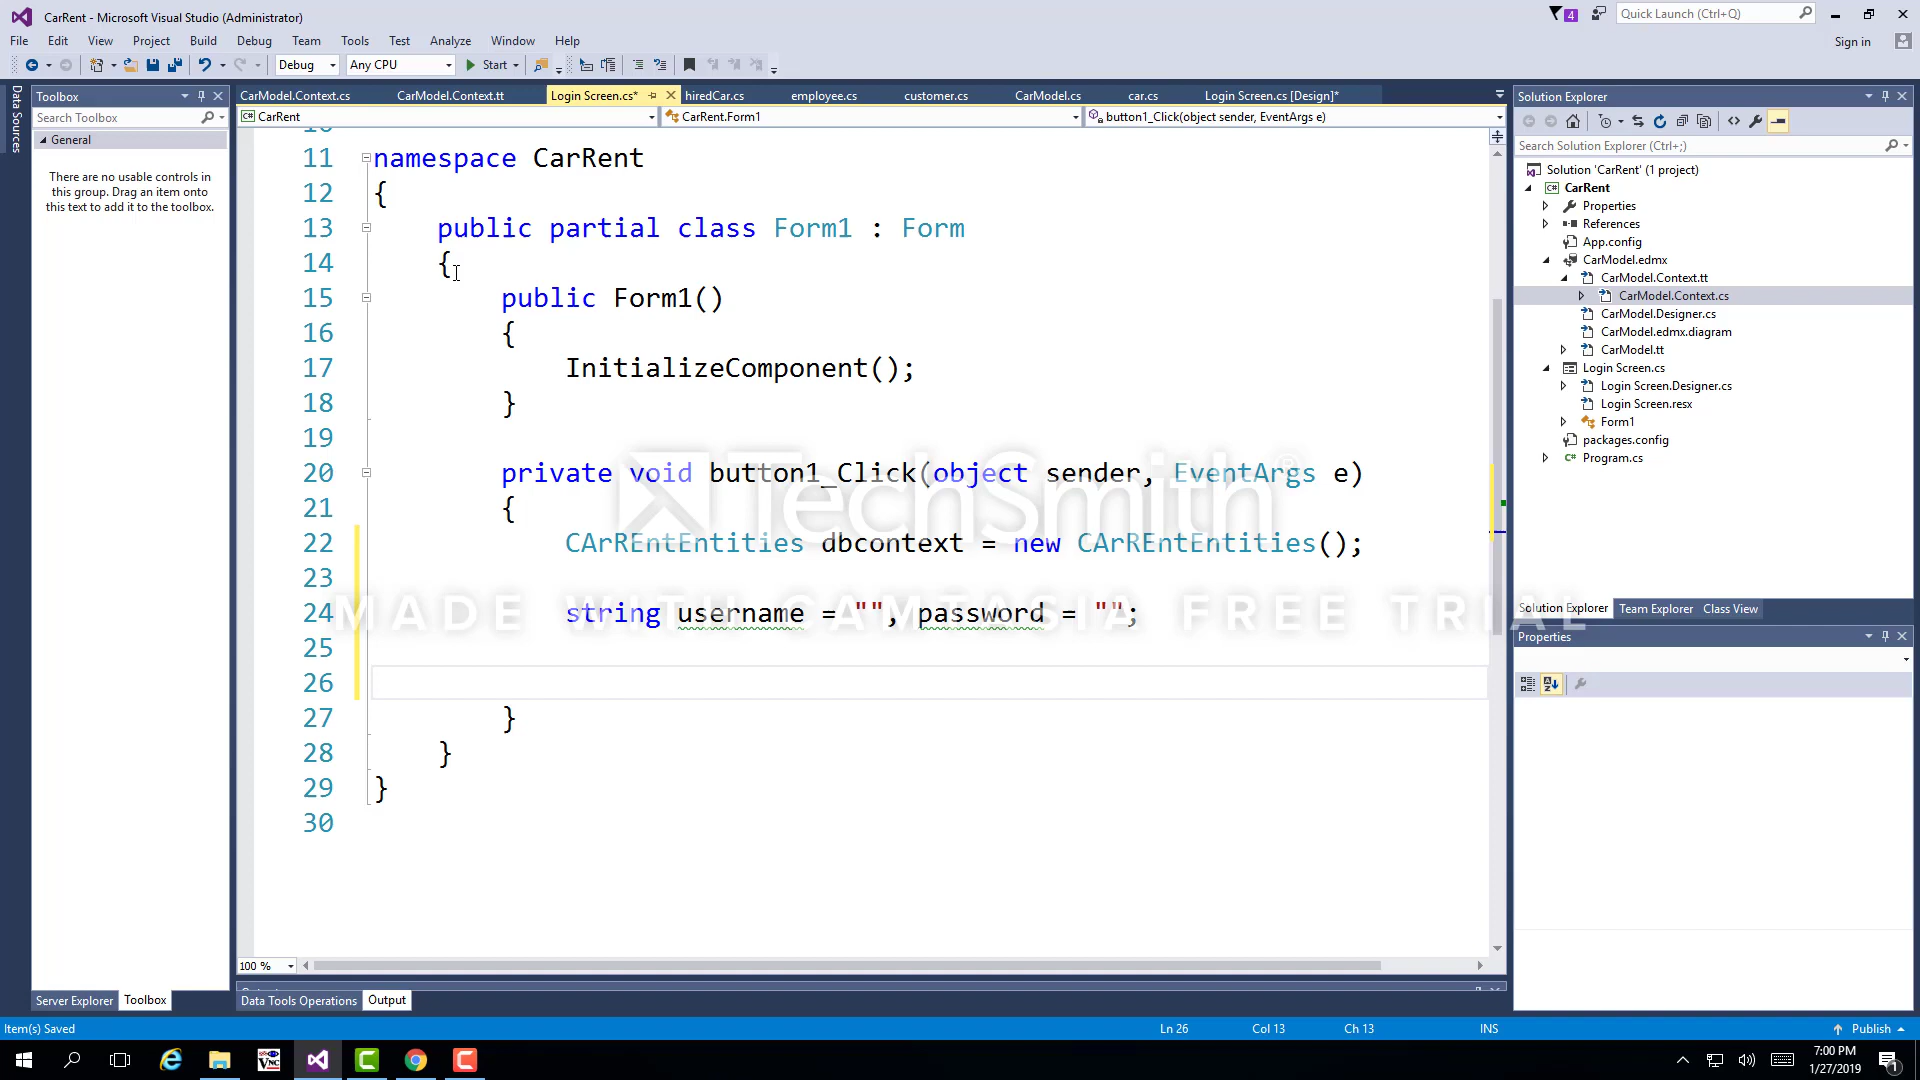 CarRent - Microsoft Visual Studio (Administrator)
4
Quick Launch (Ctrl+Q)
File Edit View Project Build Debug Team Tools Test Analyze Window Help
Sign in
Debug Any CPU Start
Data Sources
Toolbox
Search Toolbox
General
There are no usable controls in
this group. Drag an item onto
this text to add it to the toolbox.
Server Explorer Toolbox
CarModel.Context.cs CarModel.Context.tt Login Screen.cs* hiredCar.cs employee.cs customer.cs CarModel.cs car.cs Login Screen.cs [Design]*
CarRent CarRent.Form1 button1_Click(object sender, EventArgs e)
11 namespace CarRent
12 {
13 public partial class Form1 : Form
14 {
15 public Form1()
16 {
17 InitializeComponent();
18 }
19
20 private void button1_Click(object sender, EventArgs e)
21 {
22 CArREntEntities dbcontext = new CArREntEntities();
23
24 string username = "", password = "";
25
26
27 }
28 }
29 }
30
TechSmith®
MADE WITH CAMTASIA FREE TRIAL
100 %
Data Tools Operations Output
Solution Explorer
Search Solution Explorer (Ctrl+;)
Solution 'CarRent' (1 project)
CarRent
Properties
References
App.config
CarModel.edmx
CarModel.Context.tt
CarModel.Context.cs
CarModel.Designer.cs
CarModel.edmx.diagram
CarModel.tt
Login Screen.cs
Login Screen.Designer.cs
Login Screen.resx
Form1
packages.config
Program.cs
Solution Explorer Team Explorer Class View
Properties
Item(s) Saved Ln 26 Col 13 Ch 13 INS Publish
7:00 PM
1/27/2019
1